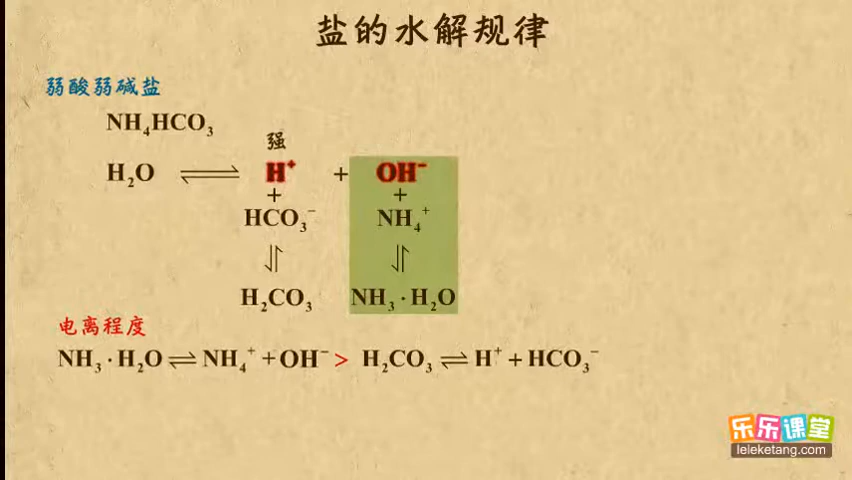 盐的水解规律
弱酸弱碱盐
NH₄HCO₃
强
H₂O ⇌ H⁺ + OH⁻
+ +
HCO₃⁻ NH₄⁺
⇌ ⇌
H₂CO₃ NH₃·H₂O
电离程度
NH₃·H₂O ⇌ NH₄⁺ + OH⁻ > H₂CO₃ ⇌ H⁺ + HCO₃⁻
乐乐课堂
leleketang.com